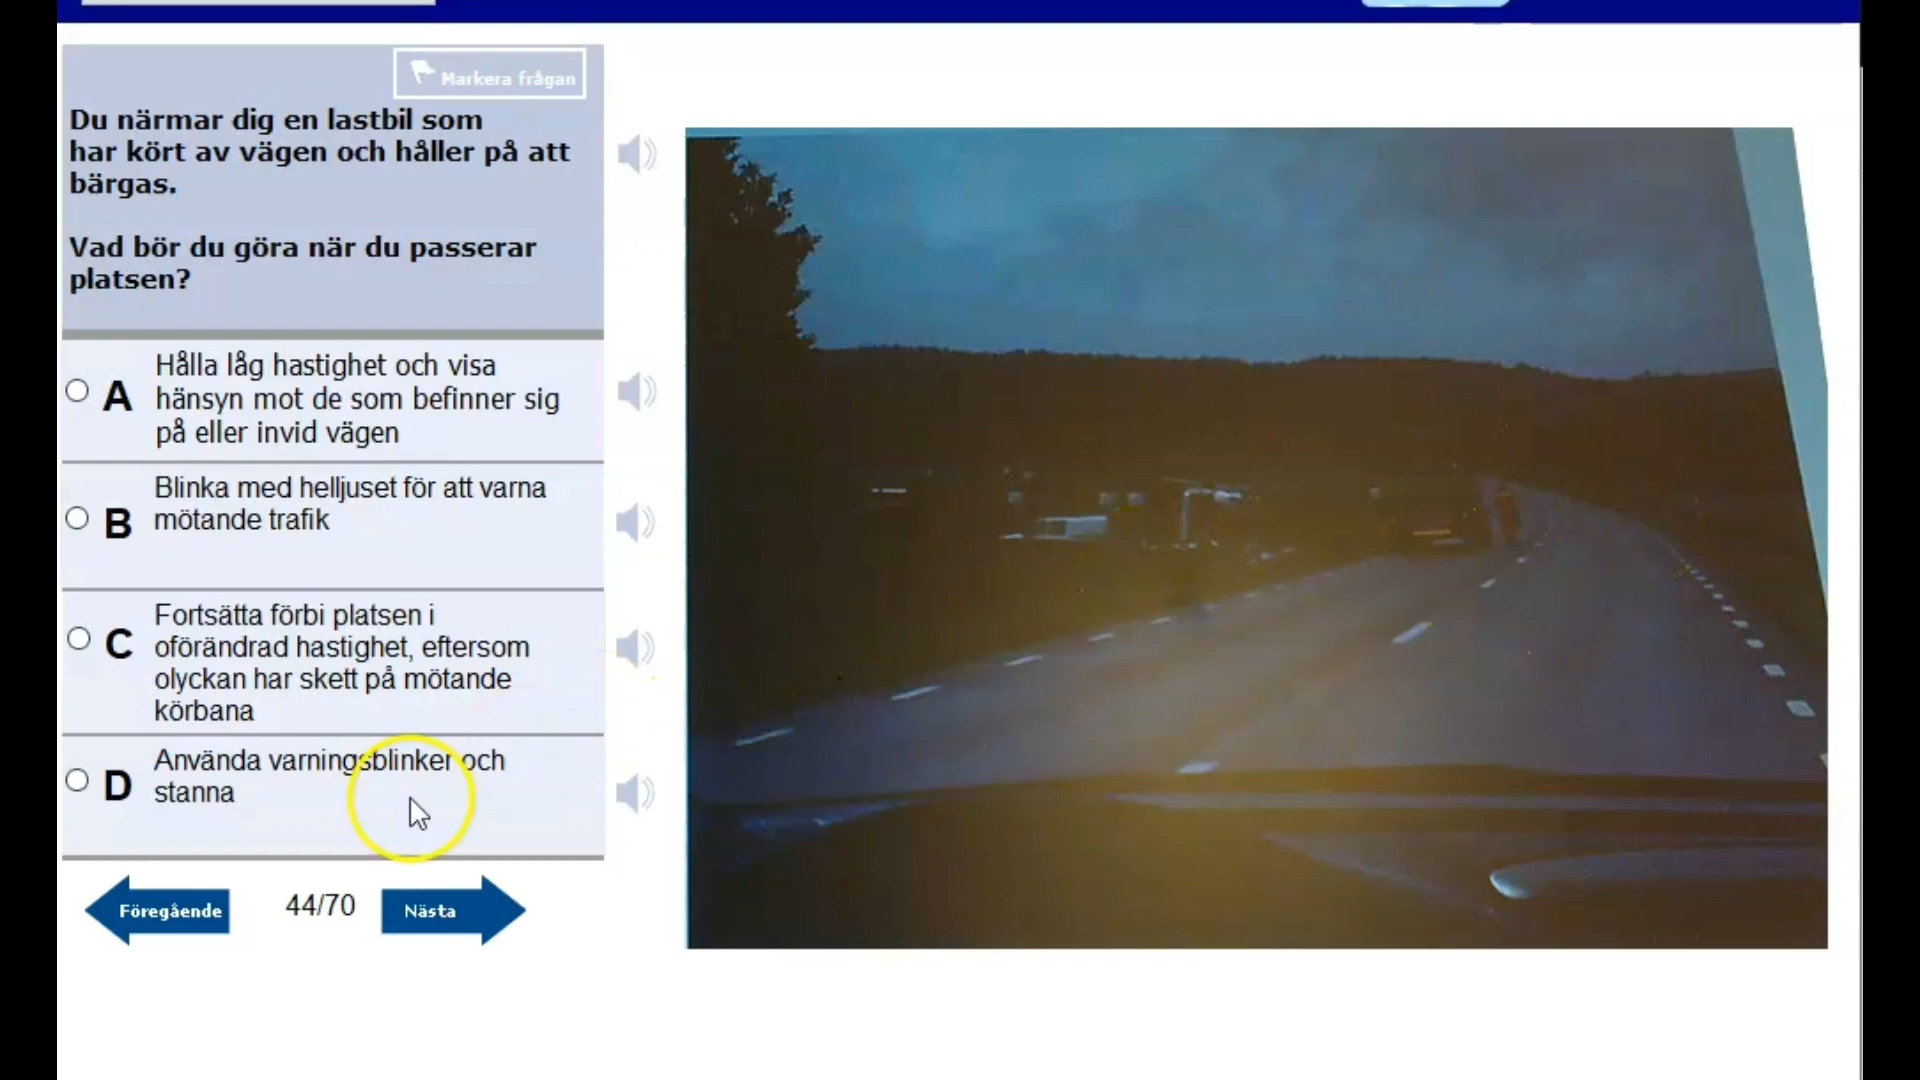 Markera frågan
Du närmar dig en lastbil som
har kört av vägen och håller på att
bärgas.
Vad bör du göra när du passerar
platsen?
A
Hålla låg hastighet och visa
hänsyn mot de som befinner sig
på eller invid vägen
B
Blinka med helljuset för att varna
mötande trafik
C
Fortsätta förbi platsen i
oförändrad hastighet, eftersom
olyckan har skett på mötande
körbana
D
Använda varningsblinker och
stanna
Föregående
44/70
Nästa